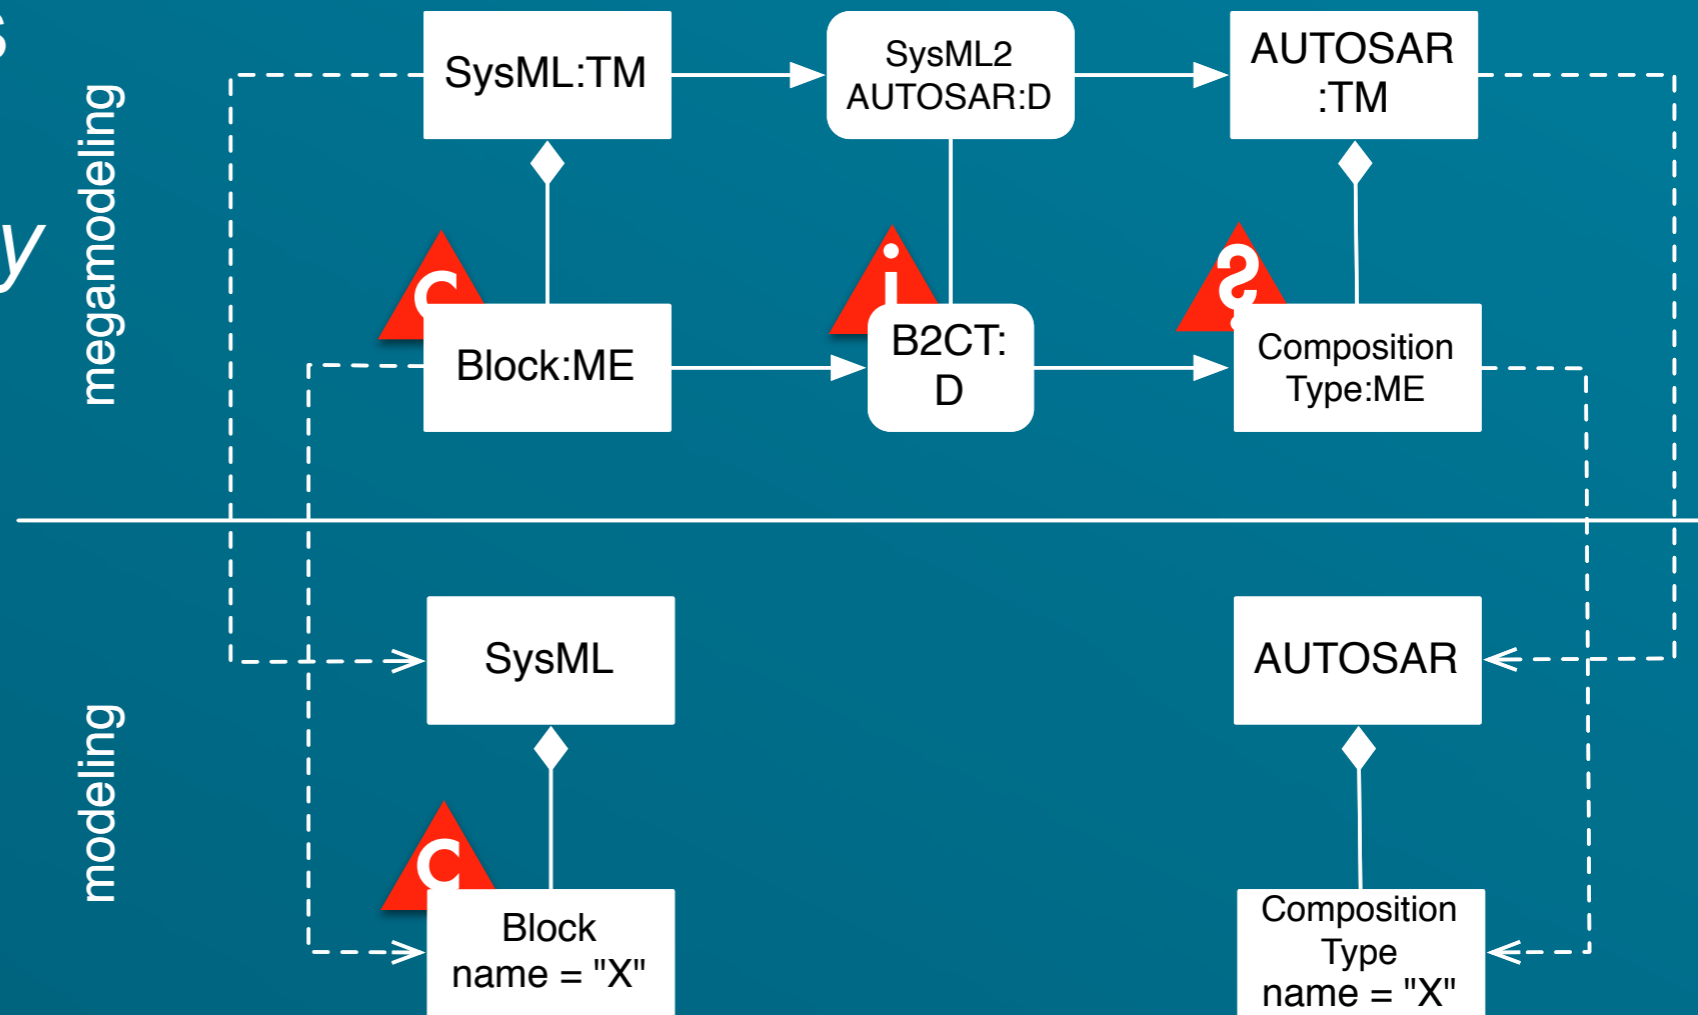 s
y
megamodeling
SysML:TM
SysML2
AUTOSAR:D
AUTOSAR
:TM
C
Block:ME
i
B2CT:
D
Composition
Type:ME
modeling
SysML
AUTOSAR
C
Block
name = "X"
Composition
Type
name = "X"